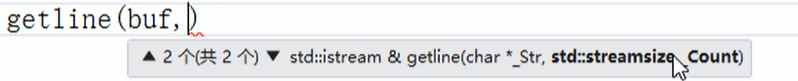 getline(buf,)
▲ 2 个(共 2 个) ▼ std::istream & getline(char *_Str, std::streamsize _Count)